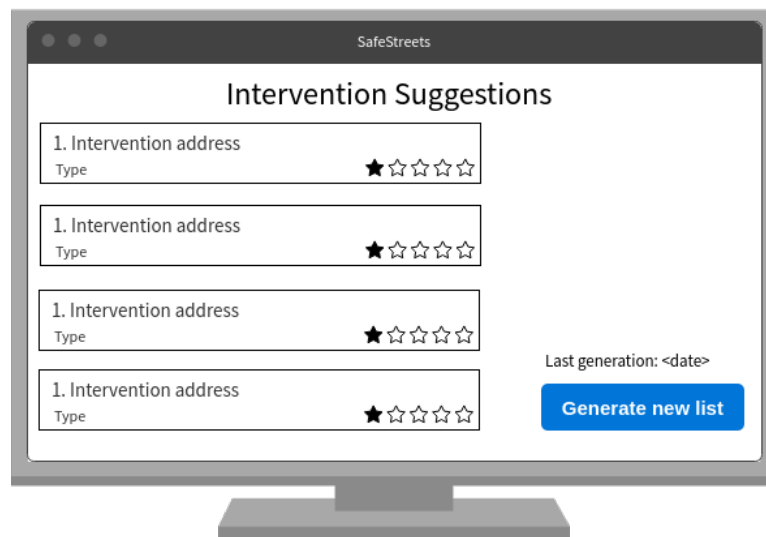 SafeStreets
Intervention Suggestions
1. Intervention address
Type
1. Intervention address
Type
1. Intervention address
Type
1. Intervention address
Type
Last generation: <date>
Generate new list